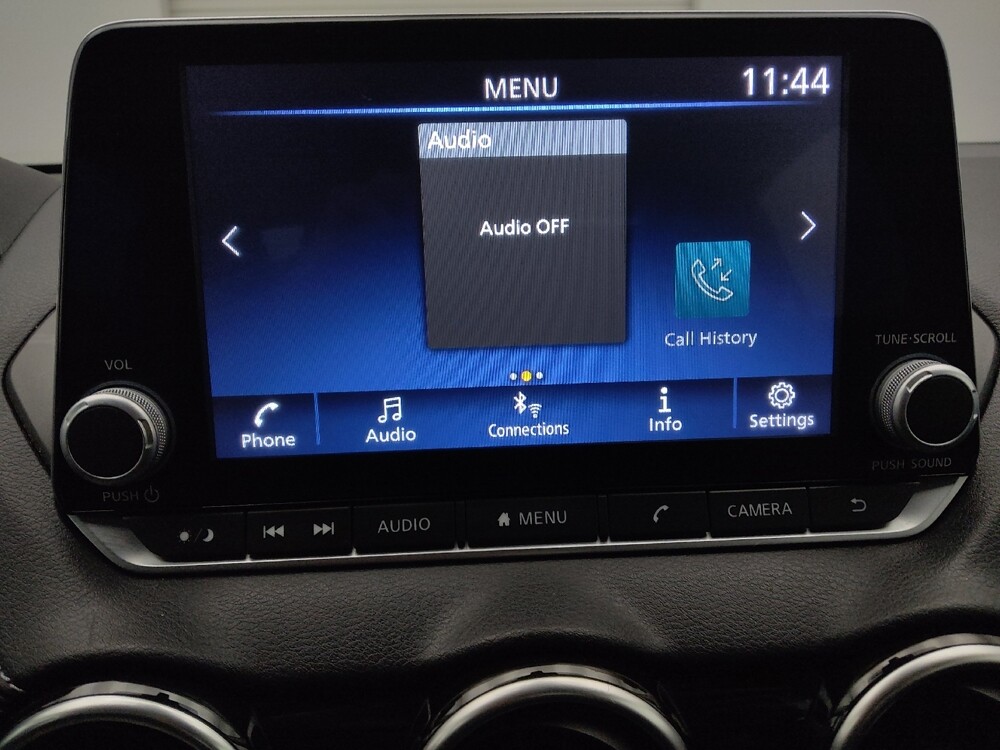 MENU
11:44
Audio
Audio OFF
Call History
VOL
TUNE·SCROLL
Phone
Audio
Connections
Info
Settings
PUSH
PUSH SOUND
AUDIO
MENU
CAMERA